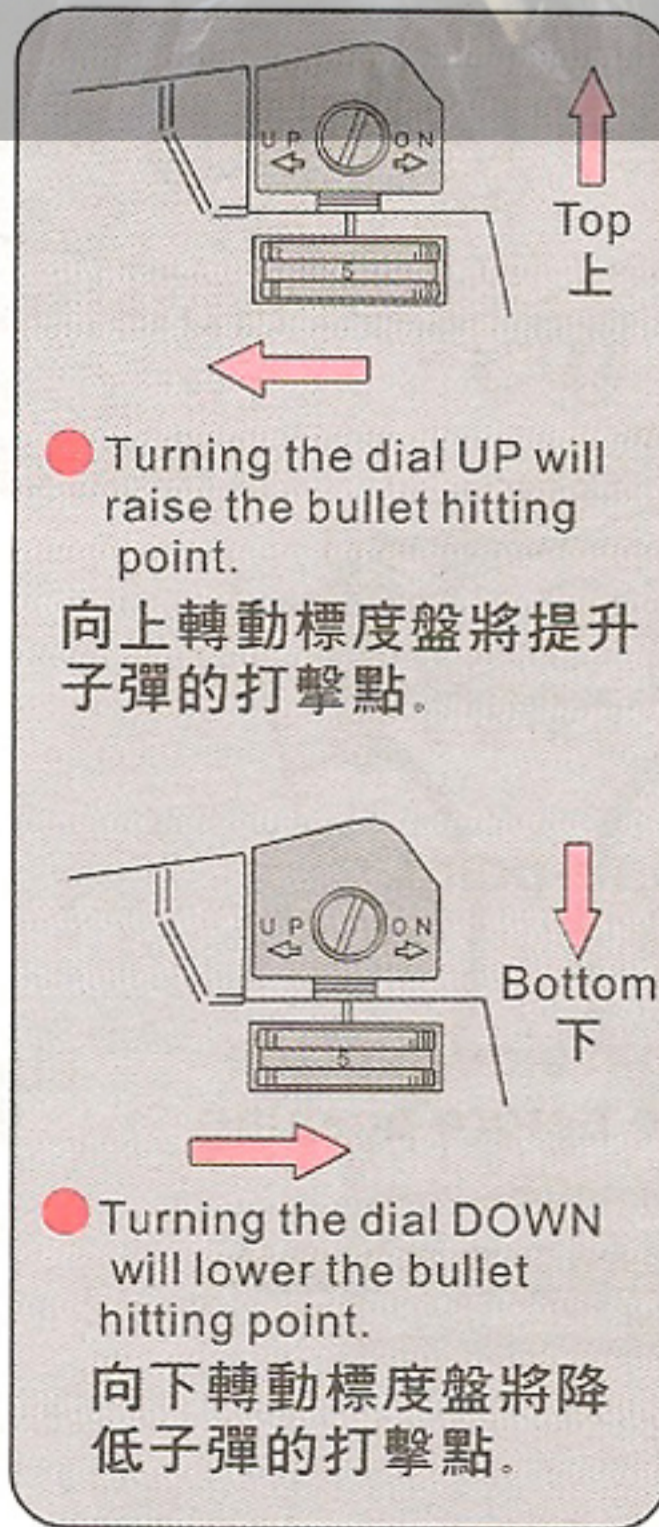 UP ON
5
Top
上
Turning the dial UP will
raise the bullet hitting
point.
向上轉動標度盤將提升
子彈的打擊點。
UP ON
5
Bottom
下
Turning the dial DOWN
will lower the bullet
hitting point.
向下轉動標度盤將降
低子彈的打擊點。